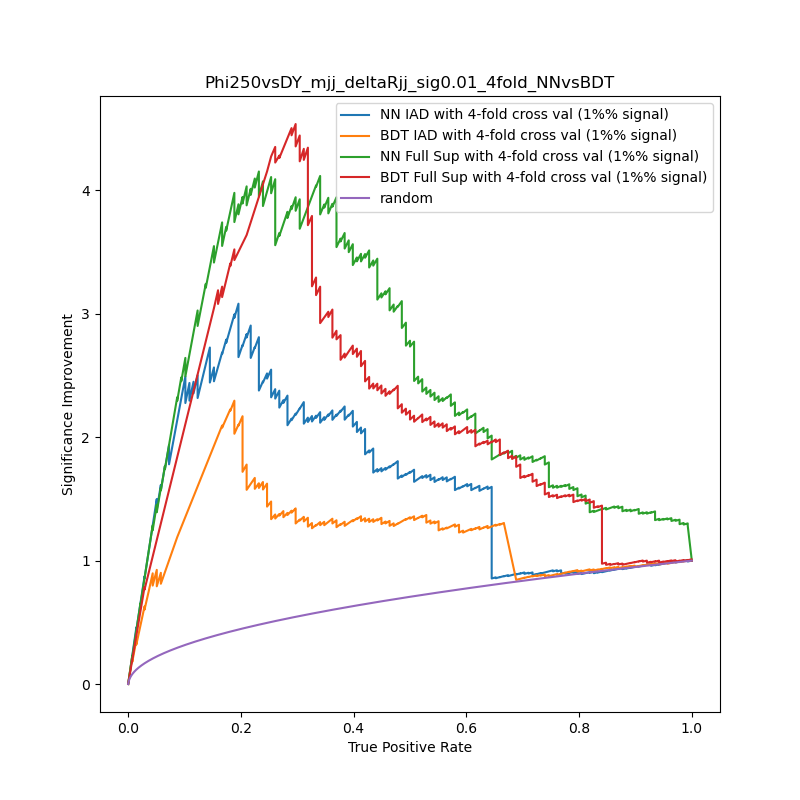 Phi250vsDY_mjj_deltaRjj_sig0.01_4fold_NNvsBDT
NN IAD with 4-fold cross val (1%% signal)
BDT IAD with 4-fold cross val (1%% signal)
NN Full Sup with 4-fold cross val (1%% signal)
BDT Full Sup with 4-fold cross val (1%% signal)
random
Significance Improvement
4
3
2
1
0
0.0 0.2 0.4 0.6 0.8 1.0
True Positive Rate